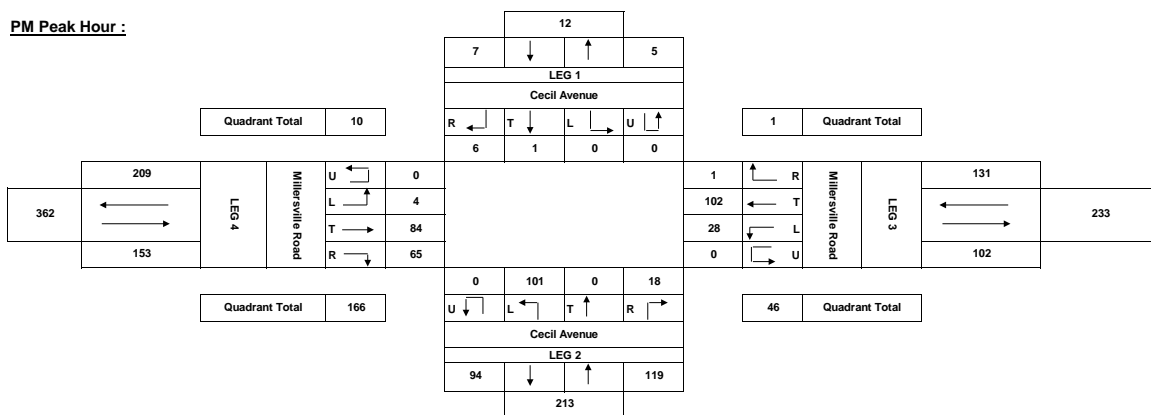 PM Peak Hour :
12
7 5
LEG 1
Cecil Avenue
Quadrant Total 10
R T L U
1 Quadrant Total
6 1 0 0
209
U 0
1 R
131
362
LEG 4
Millersville Road
L 4
102 T
Millersville Road
LEG 3
233
T 84
28 L
153
R 65
0 U
102
0 101 0 18
Quadrant Total 166
U L T R
46 Quadrant Total
Cecil Avenue
LEG 2
94 119
213